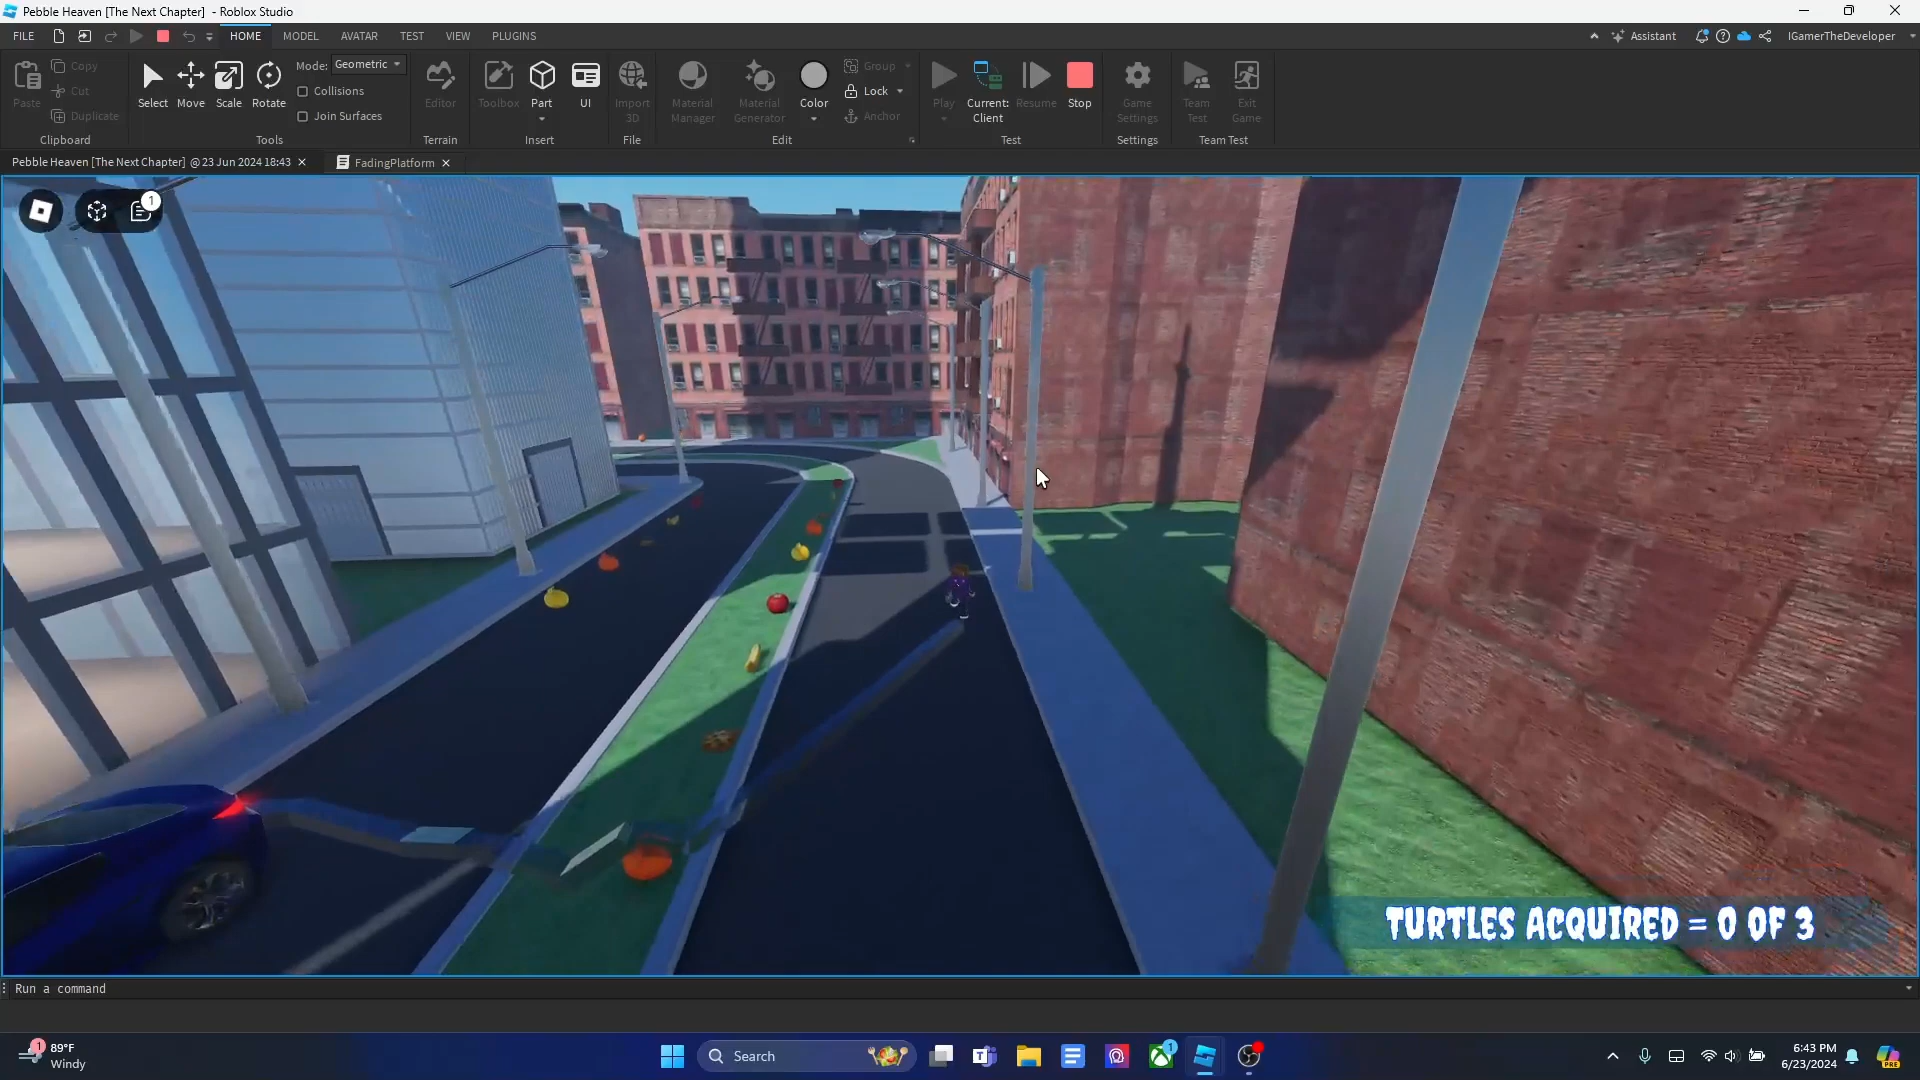 Pebble Heaven [The Next Chapter] - Roblox Studio
FILE HOME MODEL AVATAR TEST VIEW PLUGINS Assistant IGamerTheDeveloper
Paste Copy Cut Duplicate
Clipboard
Select Move Scale Rotate
Mode: Geometric
Collisions
Join Surfaces
Tools
Editor
Terrain
Toolbox Part UI
Insert
Import 3D
File
Material Manager Material Generator Color
Group
Lock
Anchor
Edit
Play Current: Client Resume Stop
Test
Game Settings
Settings
Team Test Exit Game
Team Test
Pebble Heaven [The Next Chapter] @ 23 Jun 2024 18:43 FadingPlatform
1
TURTLES ACQUIRED = 0 OF 3
Run a command
1
89°F
Windy
Search
1
6:43 PM
6/23/2024
PRE